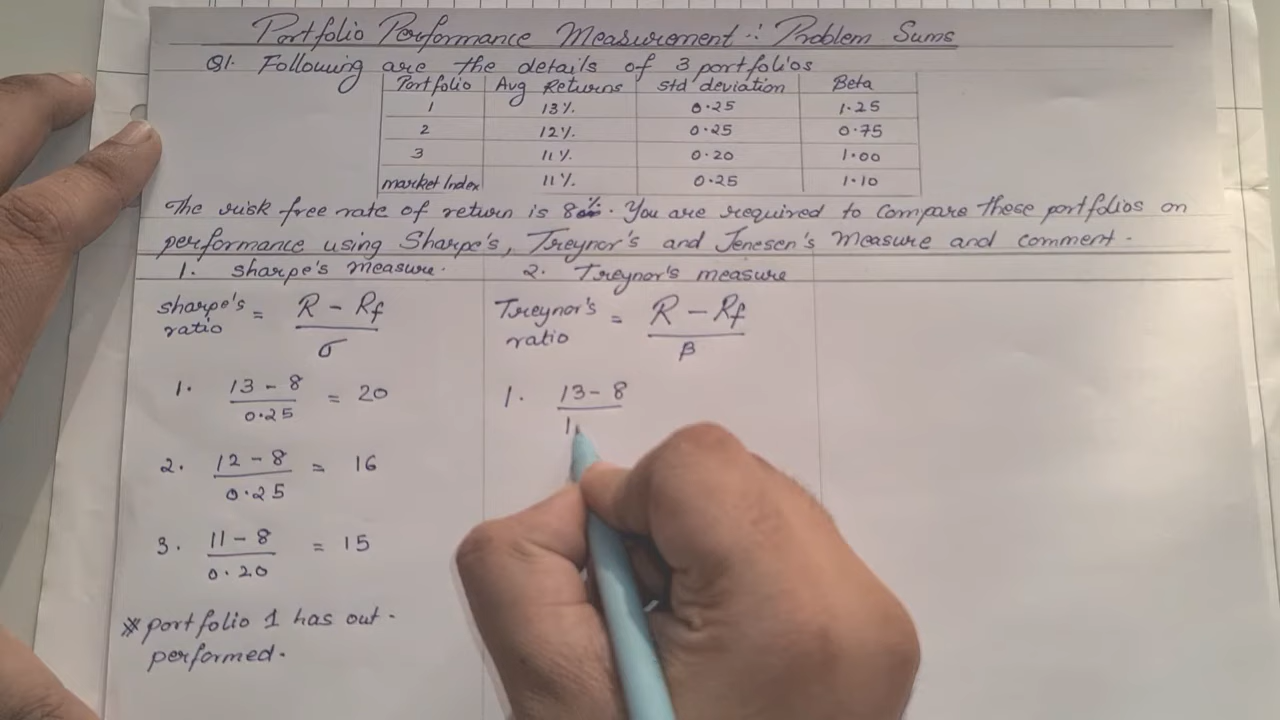 Portfolio Performance Measurement :- Problem Sums
Q1. Following are the details of 3 portfolios
Portfolio Avg Returns std deviation Beta
1 13%. 0.25 1.25
2 12%. 0.25 0.75
3 11%. 0.20 1.00
market Index 11%. 0.25 1.10
The risk free rate of return is 8%. You are required to compare these portfolios on
performance using Sharpe's, Treynor's and Jenesen's Measure and comment.
1. sharpe's measure.
sharpe's ratio = R - Rf / σ
1. 13 - 8 / 0.25 = 20
2. 12 - 8 / 0.25 = 16
3. 11 - 8 / 0.20 = 15
* portfolio 1 has out-
performed.
2. Treynor's measure
Treynor's ratio = R - Rf / β
1. 13 - 8 / 1.